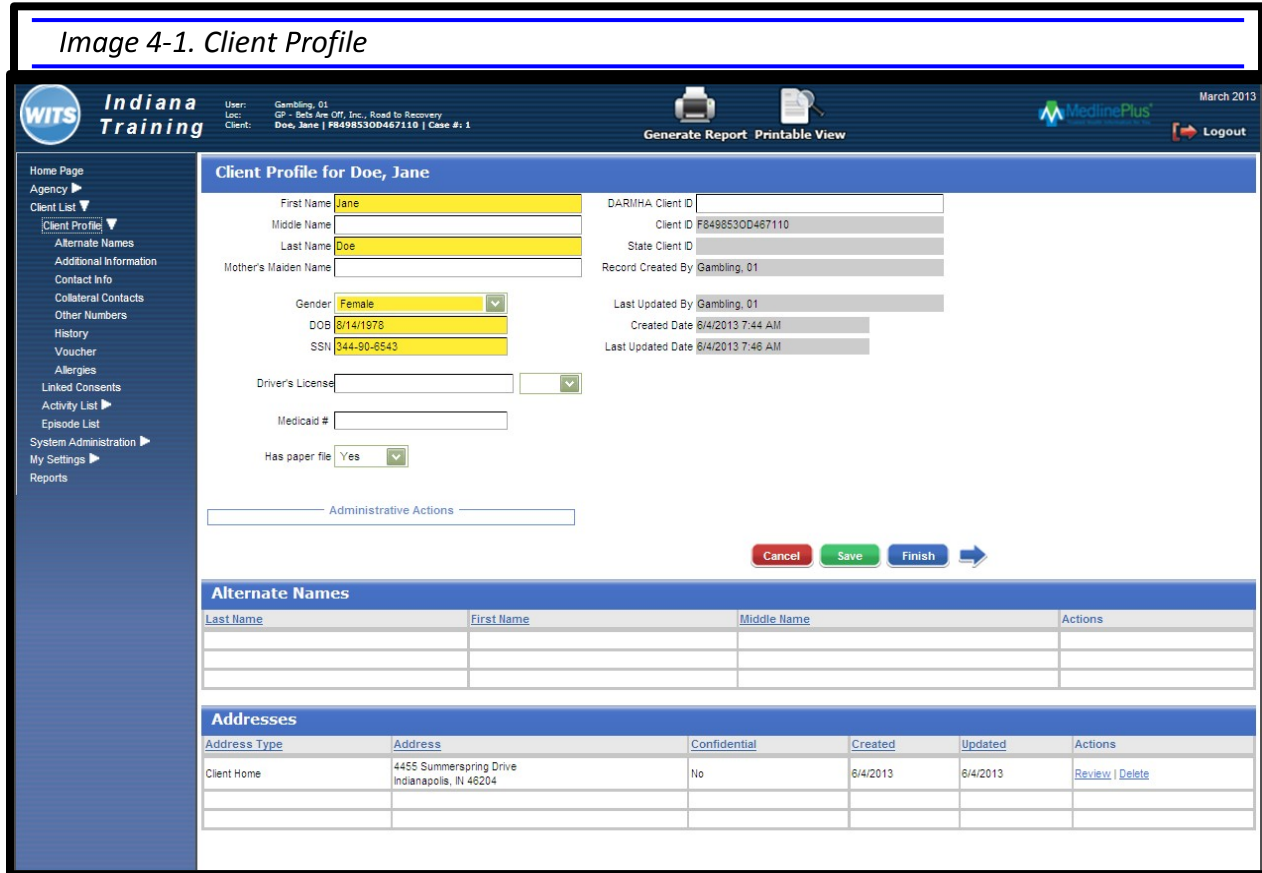 Image 4-1. Client Profile
WITS
Indiana
Training
User: Gambling, 01
Loc: GP - Bets Are Off, Inc., Road to Recovery
Client: Doe, Jane | F849853OD467110 | Case #: 1
Generate Report Printable View
MedlinePlus
March 2013
Logout
Home Page
Agency
Client List
Client Profile
Alternate Names
Additional Information
Contact Info
Collateral Contacts
Other Numbers
History
Voucher
Allergies
Linked Consents
Activity List
Episode List
System Administration
My Settings
Reports
Client Profile for Doe, Jane
First Name Jane
Middle Name
Last Name Doe
Mother's Maiden Name
Gender Female
DOB 8/14/1978
SSN 344-90-6543
Driver's License
Medicaid #
Has paper file Yes
DARMHA Client ID
Client ID F849853OD467110
State Client ID
Record Created By Gambling, 01
Last Updated By Gambling, 01
Created Date 6/4/2013 7:44 AM
Last Updated Date 6/4/2013 7:46 AM
Administrative Actions
Cancel Save Finish
Alternate Names
Last Name First Name Middle Name Actions
Addresses
Address Type Address Confidential Created Updated Actions
Client Home 4455 Summerspring Drive No 6/4/2013 6/4/2013 Review | Delete
Indianapolis, IN 46204